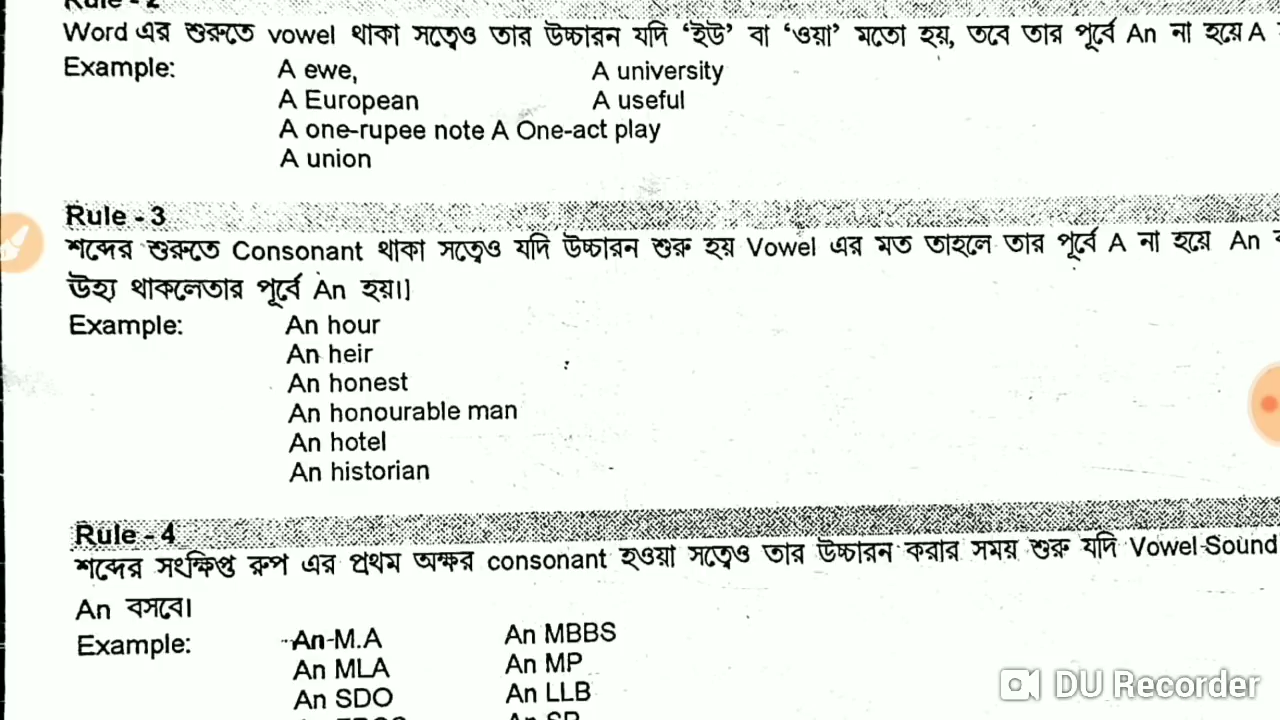 Rule - 2
Word এর শুরুতে vowel থাকা সত্বেও তার উচ্চারন যদি ‘ইউ’ বা ‘ওয়া’ মতো হয়, তবে তার পূর্বে An না হয়ে A
Example: A ewe, A university
A European A useful
A one-rupee note A One-act play
A union
Rule - 3
শব্দের শুরুতে Consonant থাকা সত্বেও যদি উচ্চারন শুরু হয় Vowel এর মত তাহলে তার পূর্বে A না হয়ে An
উহ্য থাকলেতার পূর্বে An হয়।]
Example: An hour
An heir
An honest
An honourable man
An hotel
An historian
Rule - 4
শব্দের সংক্ষিপ্ত রুপ এর প্রথম অক্ষর consonant হওয়া সত্বেও তার উচ্চারন করার সময় শুরু যদি Vowel Sound
An বসবে।
Example: An M.A An MBBS
An MLA An MP
An SDO An LLB
An SP
DU Recorder